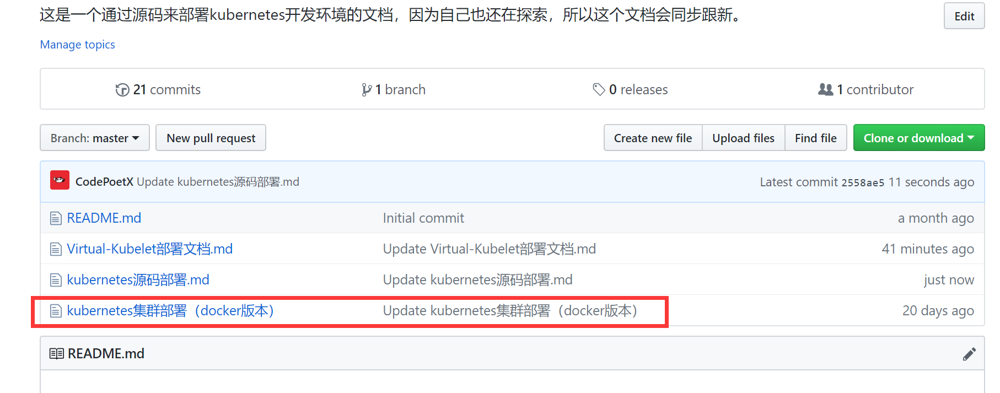 这是一个通过源码来部署kubernetes开发环境的文档，因为自己也还在探索，所以这个文档会同步跟新。
Edit
Manage topics
21 commits 1 branch 0 releases 1 contributor
Branch: master New pull request Create new file Upload files Find file Clone or download
CodePoetX Update kubernetes源码部署.md Latest commit 2558ae5 11 seconds ago
README.md Initial commit a month ago
Virtual-Kubelet部署文档.md Update Virtual-Kubelet部署文档.md 41 minutes ago
kubernetes源码部署.md Update kubernetes源码部署.md just now
kubernetes集群部署（docker版本） Update kubernetes集群部署（docker版本） 20 days ago
README.md